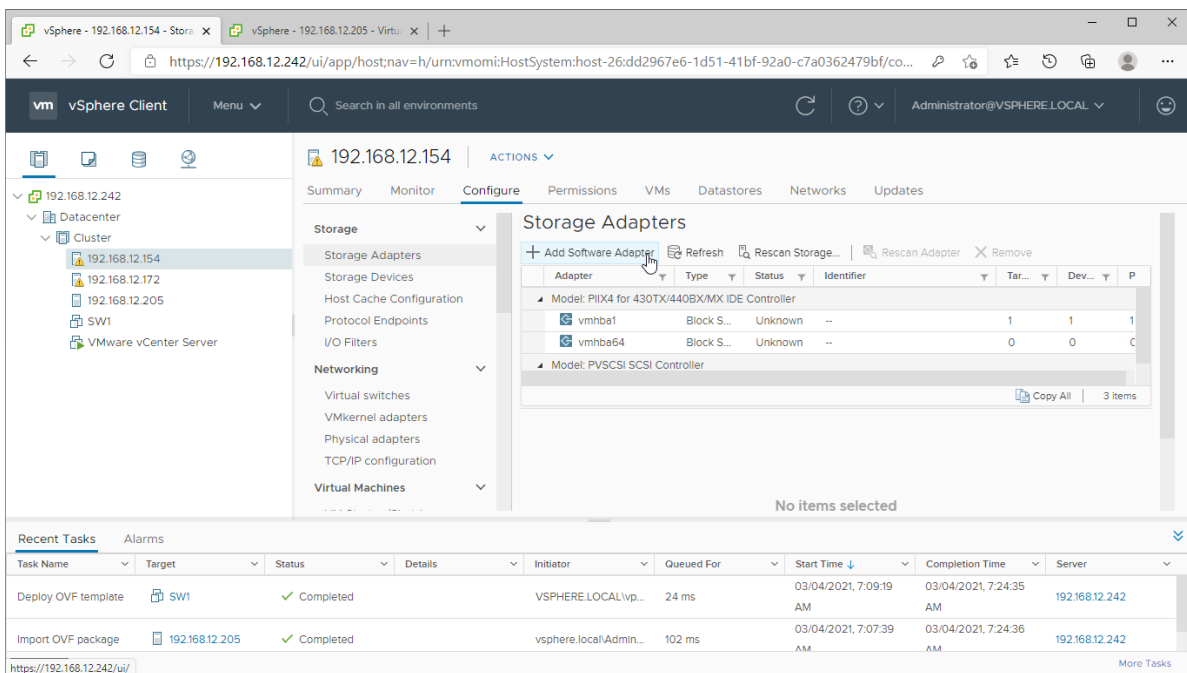 vSphere - 192.168.12.154 - Stora
vSphere - 192.168.12.205 - Virtu
https://192.168.12.242/ui/app/host;nav=h/urn:vmomi:HostSystem:host-26:dd2967e6-1d51-41bf-92a0-c7a0362479bf/co...
vm vSphere Client Menu Search in all environments Administrator@VSPHERE.LOCAL
192.168.12.242
Datacenter
Cluster
192.168.12.154
192.168.12.172
192.168.12.205
SW1
VMware vCenter Server
192.168.12.154 ACTIONS
Summary Monitor Configure Permissions VMs Datastores Networks Updates
Storage
Storage Adapters
Storage Devices
Host Cache Configuration
Protocol Endpoints
I/O Filters
Networking
Virtual switches
VMkernel adapters
Physical adapters
TCP/IP configuration
Virtual Machines
Storage Adapters
+ Add Software Adapter Refresh Rescan Storage... Rescan Adapter Remove
Adapter Type Status Identifier Tar... Dev... P
Model: PIIX4 for 430TX/440BX/MX IDE Controller
vmhba1 Block S... Unknown -- 1 1 1
vmhba64 Block S... Unknown -- 0 0
Model: PVSCSI SCSI Controller
Copy All 3 items
No items selected
Recent Tasks Alarms
Task Name Target Status Details Initiator Queued For Start Time ↓ Completion Time Server
Deploy OVF template SW1 Completed VSPHERE.LOCAL\vp... 24 ms 03/04/2021, 7:09:19 AM 03/04/2021, 7:24:35 AM 192.168.12.242
Import OVF package 192.168.12.205 Completed vsphere.local\Admin... 102 ms 03/04/2021, 7:07:39 AM 03/04/2021, 7:24:36 AM 192.168.12.242
https://192.168.12.242/ui/
More Tasks